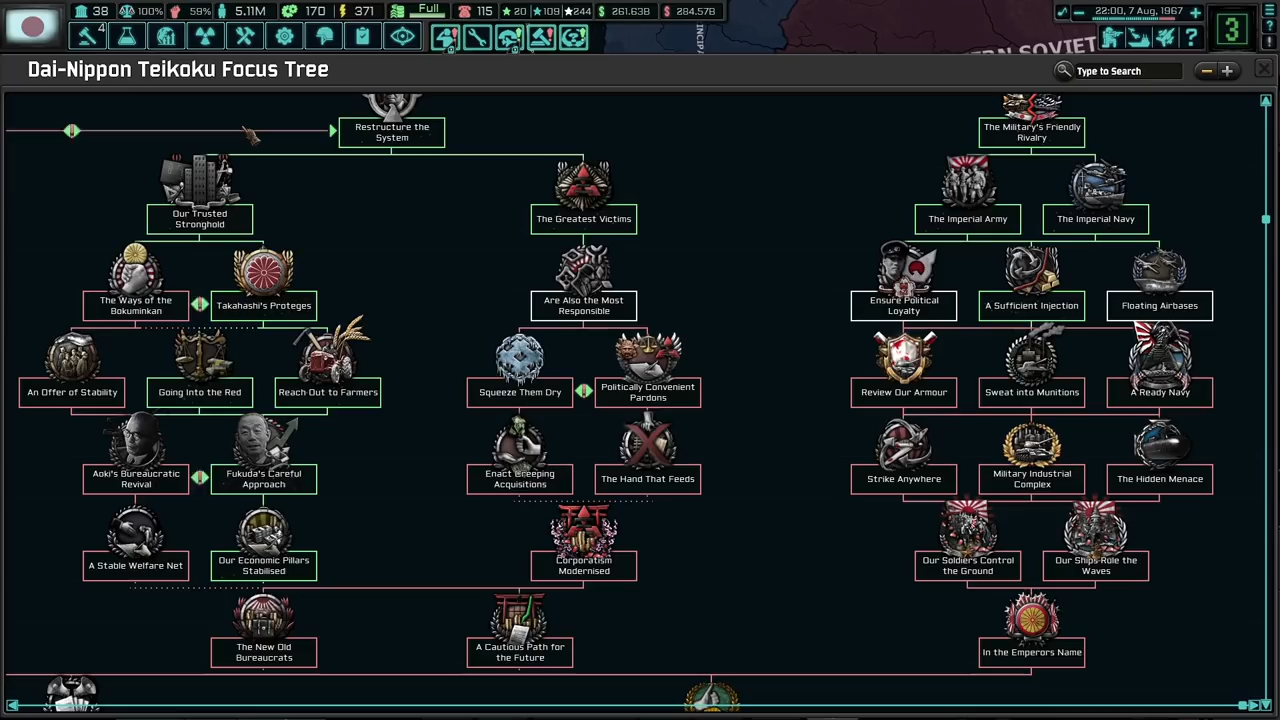 38 100% 59% 5.11M 170 371 Full 115 20 109 244 $ 261.63B $ 284.57B 22:00, 7 Aug, 1967
4 3
Dai-Nippon Teikoku Focus Tree
Type to Search
Restructure the
System
The Military's Friendly
Rivalry
Our Trusted
Stronghold
The Greatest Victims
The Imperial Army
The Imperial Navy
The Ways of the
Bokuminkan
Takahashi's Proteges
Are Also the Most
Responsible
Ensure Political
Loyalty
A Sufficient Injection
Floating Airbases
An Offer of Stability
Going Into the Red
Reach Out to Farmers
Squeeze Them Dry
Politically Convenient
Pardons
Review Our Armour
Sweat into Munitions
A Ready Navy
Aoki's Bureaucratic
Revival
Fukuda's Careful
Approach
Enact Creeping
Acquisitions
The Hand That Feeds
Strike Anywhere
Military Industrial
Complex
The Hidden Menace
A Stable Welfare Net
Our Economic Pillars
Stabilised
Corporatism
Modernised
Our Soldiers Control
the Ground
Our Ships Rule the
Waves
The New Old
Bureaucrats
A Cautious Path for
the Future
In the Emperors Name